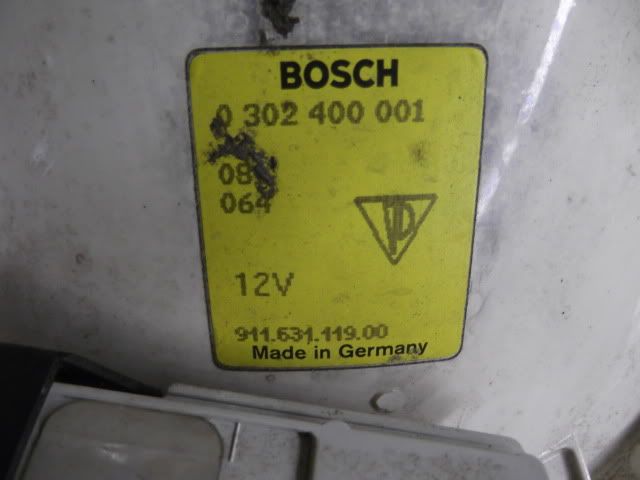 BOSCH
0 302 400 001
08
064
12V
911.631.119.00
Made in Germany